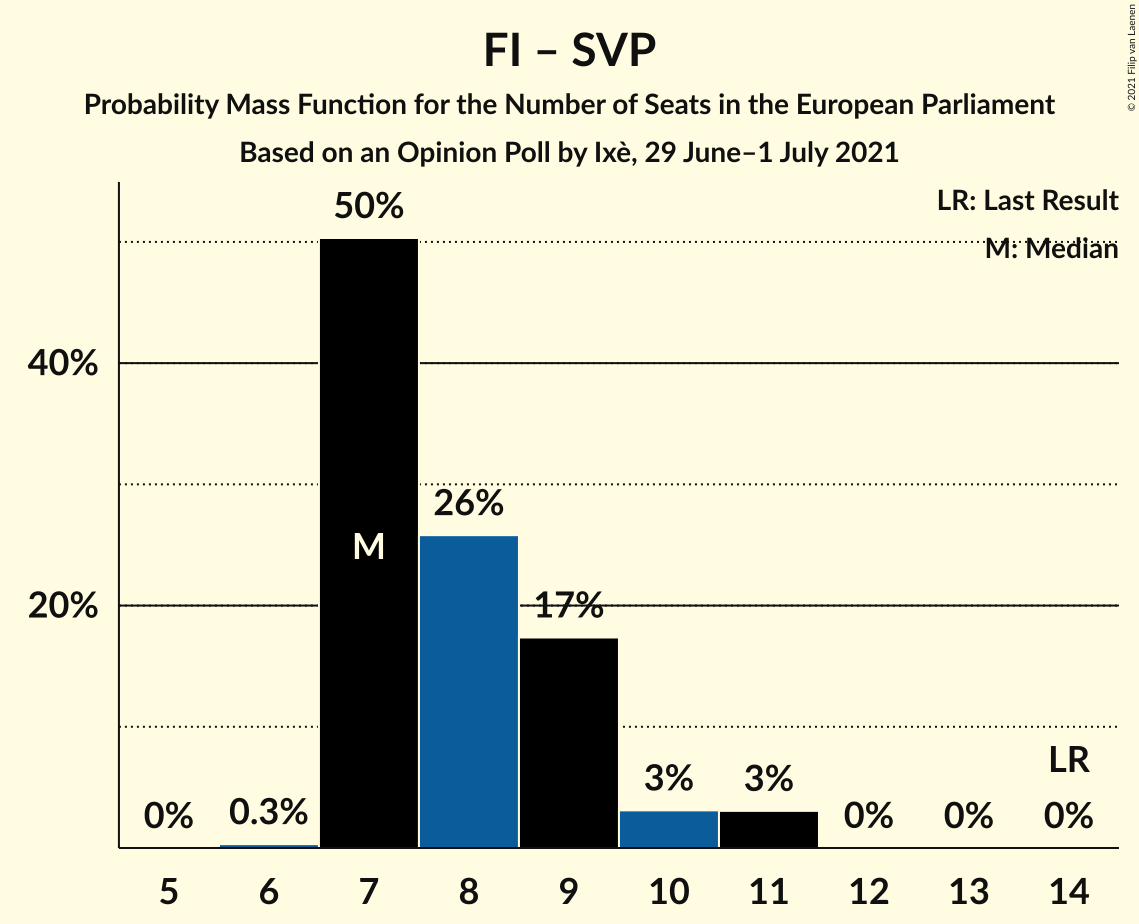 FI – SVP
Probability Mass Function for the Number of Seats in the European Parliament
Based on an Opinion Poll by Ixè, 29 June–1 July 2021
© 2021 Filip van Laenen
LR: Last Result
M: Median
50%
40%
26%
M
20%
17%
LR
0%
0.3%
3%
3%
0%
0%
0%
5 6 7 8 9 10 11 12 13 14